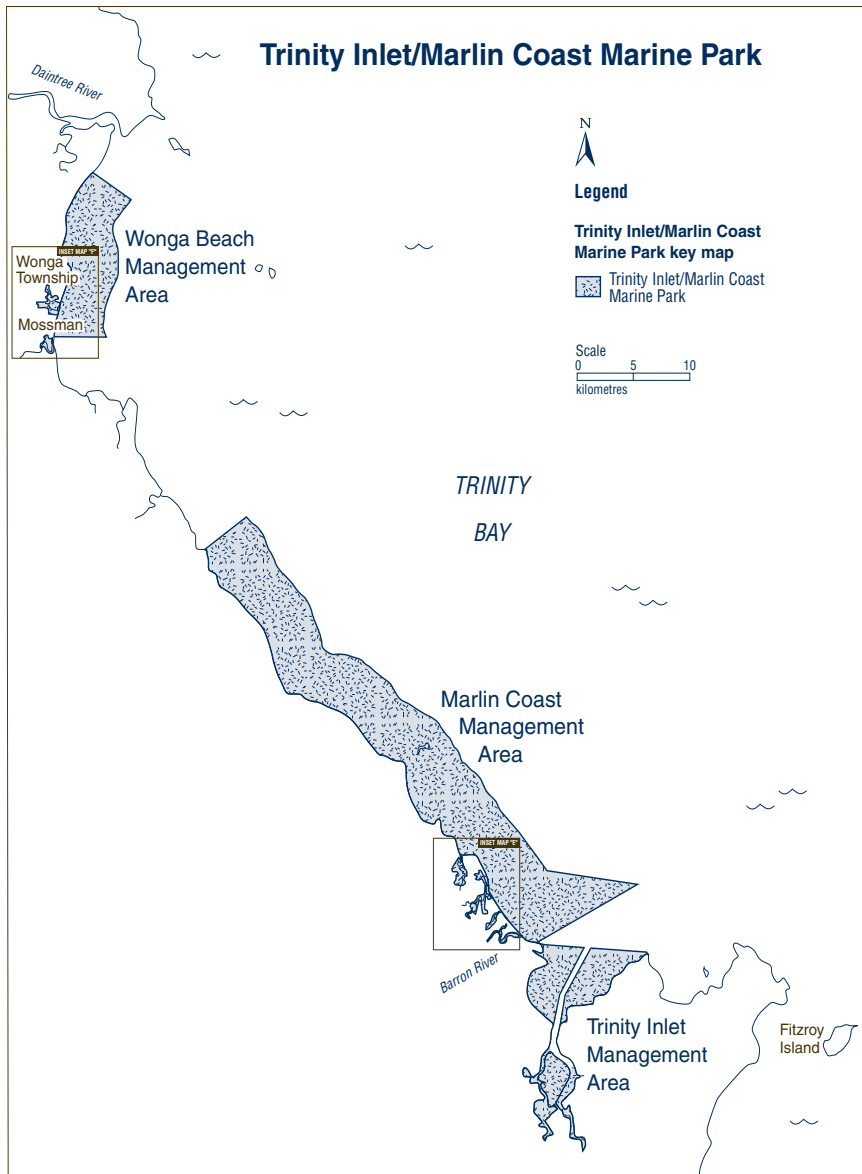 Trinity Inlet/Marlin Coast Marine Park
Daintree River
N
Legend
Trinity Inlet/Marlin Coast
Marine Park key map
Trinity Inlet/Marlin Coast
Marine Park
Scale
0 5 10
kilometres
Wonga Beach
Management
Area
INSET MAP "F"
Wonga
Township
Mossman
TRINITY
BAY
Marlin Coast
Management
Area
INSET MAP "E"
Barron River
Trinity Inlet
Management
Area
Fitzroy
Island